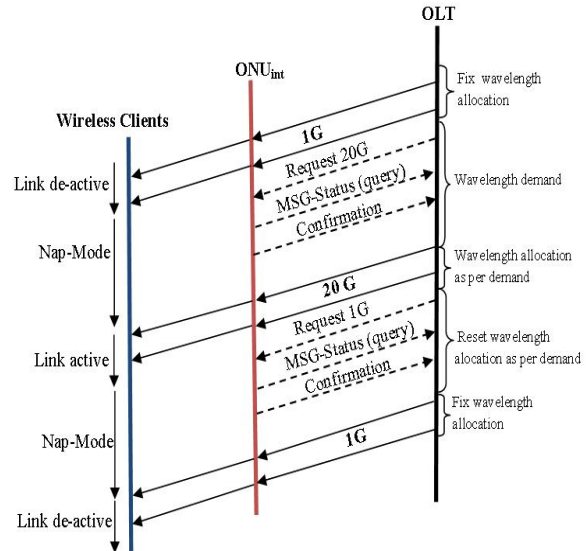 OLT
ONUint
Wireless Clients
Fix wavelength
allocation
1G
Request 20G
MSG-Status (query)
Confirmation
Wavelength demand
Link de-active
Nap-Mode
Wavelength allocation
as per demand
20 G
Request 1G
MSG-Status (query)
Confirmation
Reset wavelength
alocation as per demand
Link active
Nap-Mode
Fix wavelength
allocation
1G
Link de-active